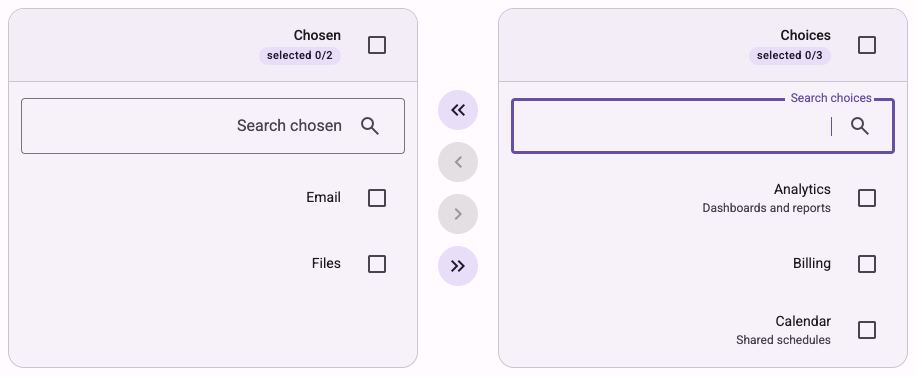 Chosen
selected 0/2
Search chosen
Email
Files
Choices
selected 0/3
Search choices
Analytics
Dashboards and reports
Billing
Calendar
Shared schedules